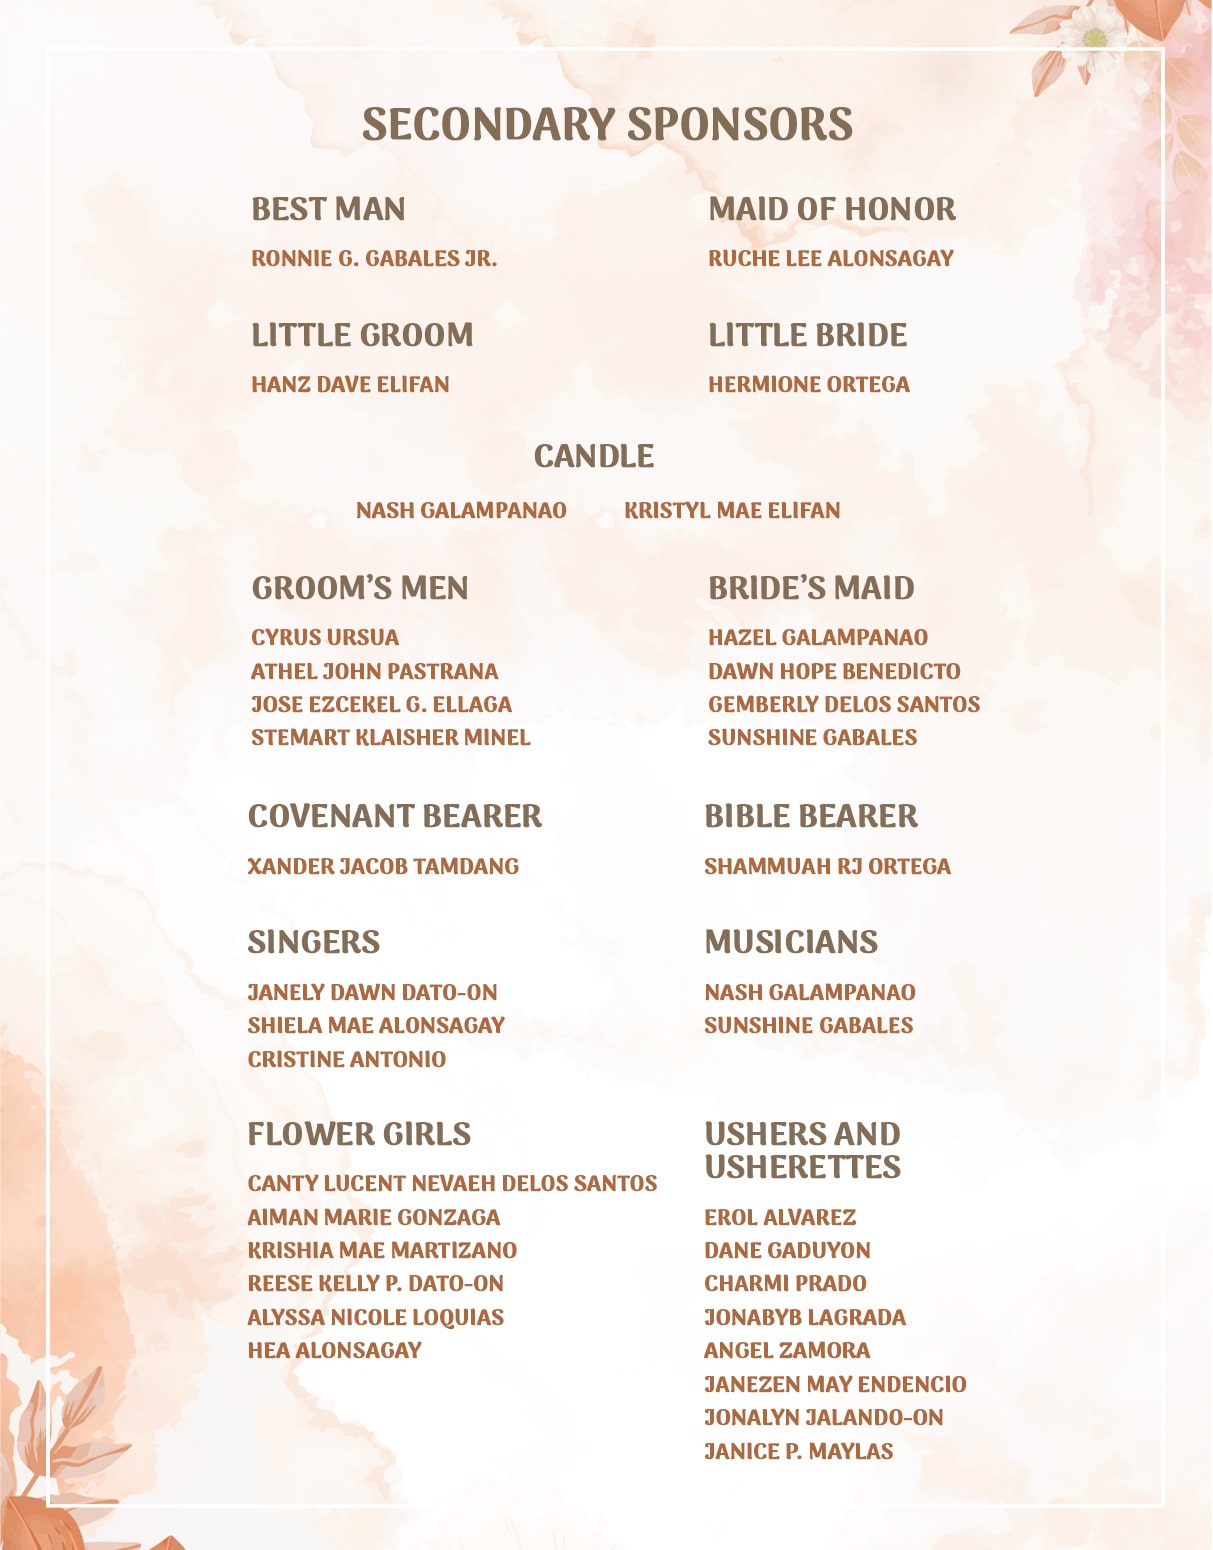 SECONDARY SPONSORS
BEST MAN
RONNIE G. GABALES JR.
MAID OF HONOR
RUCHE LEE ALONSAGAY
LITTLE GROOM
HANZ DAVE ELIFAN
LITTLE BRIDE
HERMIONE ORTEGA
CANDLE
NASH GALAMPANAO
KRISTYL MAE ELIFAN
GROOM'S MEN
CYRUS URSUA
ATHEL JOHN PASTRANA
JOSE EZCEKEL G. ELLAGA
STEMART KLAISHER MINEL
BRIDE'S MAID
HAZEL GALAMPANAO
DAWN HOPE BENEDICTO
GEMBERLY DELOS SANTOS
SUNSHINE GABALES
COVENANT BEARER
XANDER JACOB TAMDANG
BIBLE BEARER
SHAMMUAH RJ ORTEGA
SINGERS
JANELY DAWN DATO-ON
SHIELA MAE ALONSAGAY
CRISTINE ANTONIO
MUSICIANS
NASH GALAMPANAO
SUNSHINE GABALES
FLOWER GIRLS
CANTY LUCENT NEVAEH DELOS SANTOS
AIMAN MARIE GONZAGA
KRISHIA MAE MARTIZANO
REESE KELLY P. DATO-ON
ALYSSA NICOLE LOQUIAS
HEA ALONSAGAY
USHERS AND
USHERETTES
EROL ALVAREZ
DANE GADUYON
CHARMI PRADO
JONABYB LAGRADA
ANGEL ZAMORA
JANEZEN MAY ENDENCIO
JONALYN JALANDO-ON
JANICE P. MAYLAS